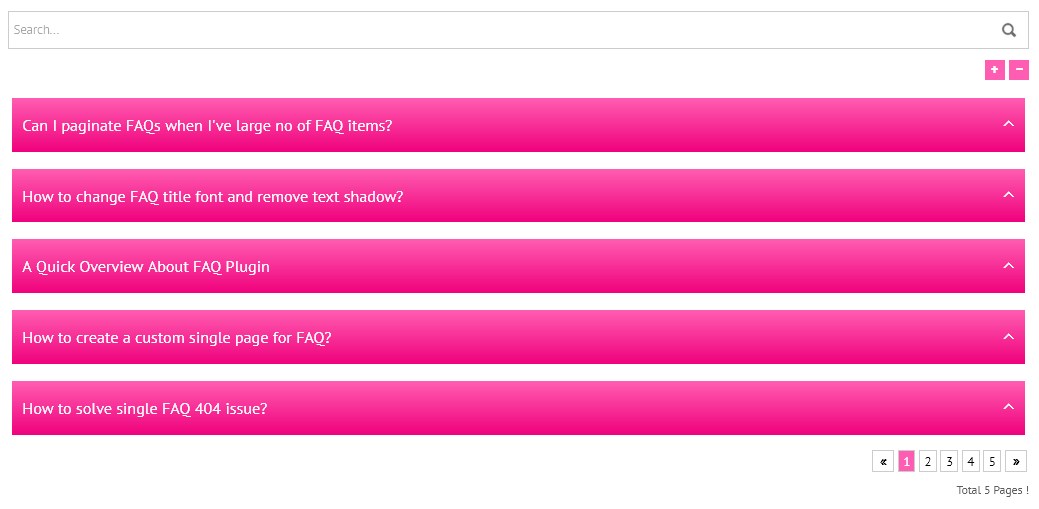 Search...
+ −
Can I paginate FAQs when I've large no of FAQ items?
How to change FAQ title font and remove text shadow?
A Quick Overview About FAQ Plugin
How to create a custom single page for FAQ?
How to solve single FAQ 404 issue?
« 1 2 3 4 5 »
Total 5 Pages !